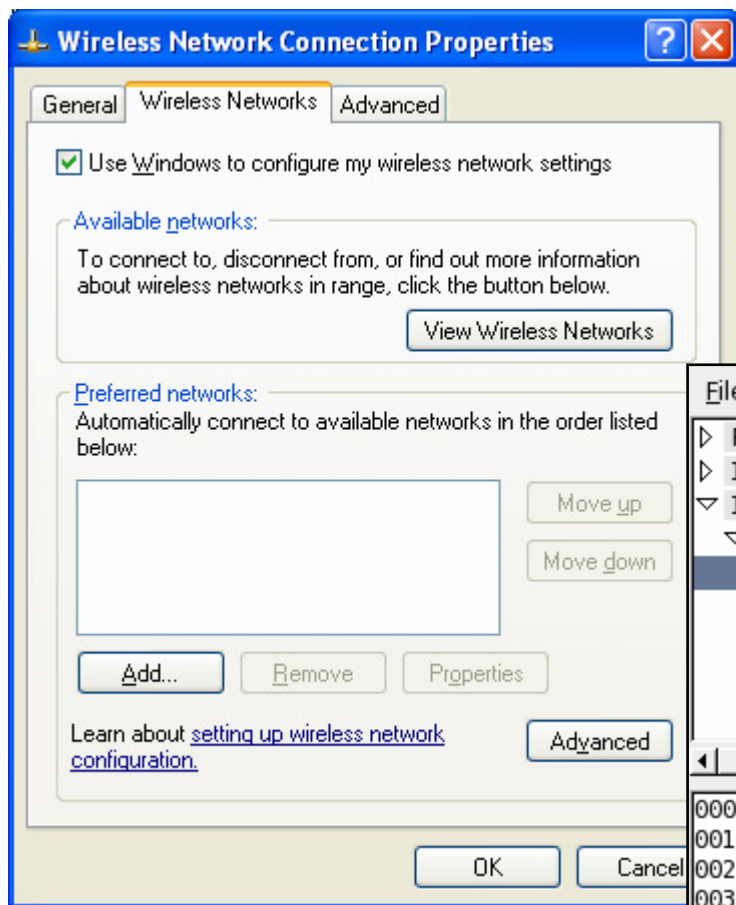 Wireless Network Connection Properties
General Wireless Networks Advanced
Use Windows to configure my wireless network settings
Available networks:
To connect to, disconnect from, or find out more information
about wireless networks in range, click the button below.
View Wireless Networks
Preferred networks:
Automatically connect to available networks in the order listed
below:
Move up
Move down
Add... Remove Properties
Learn about setting up wireless network
configuration.
Advanced
OK Cancel
File
000
001
002
003